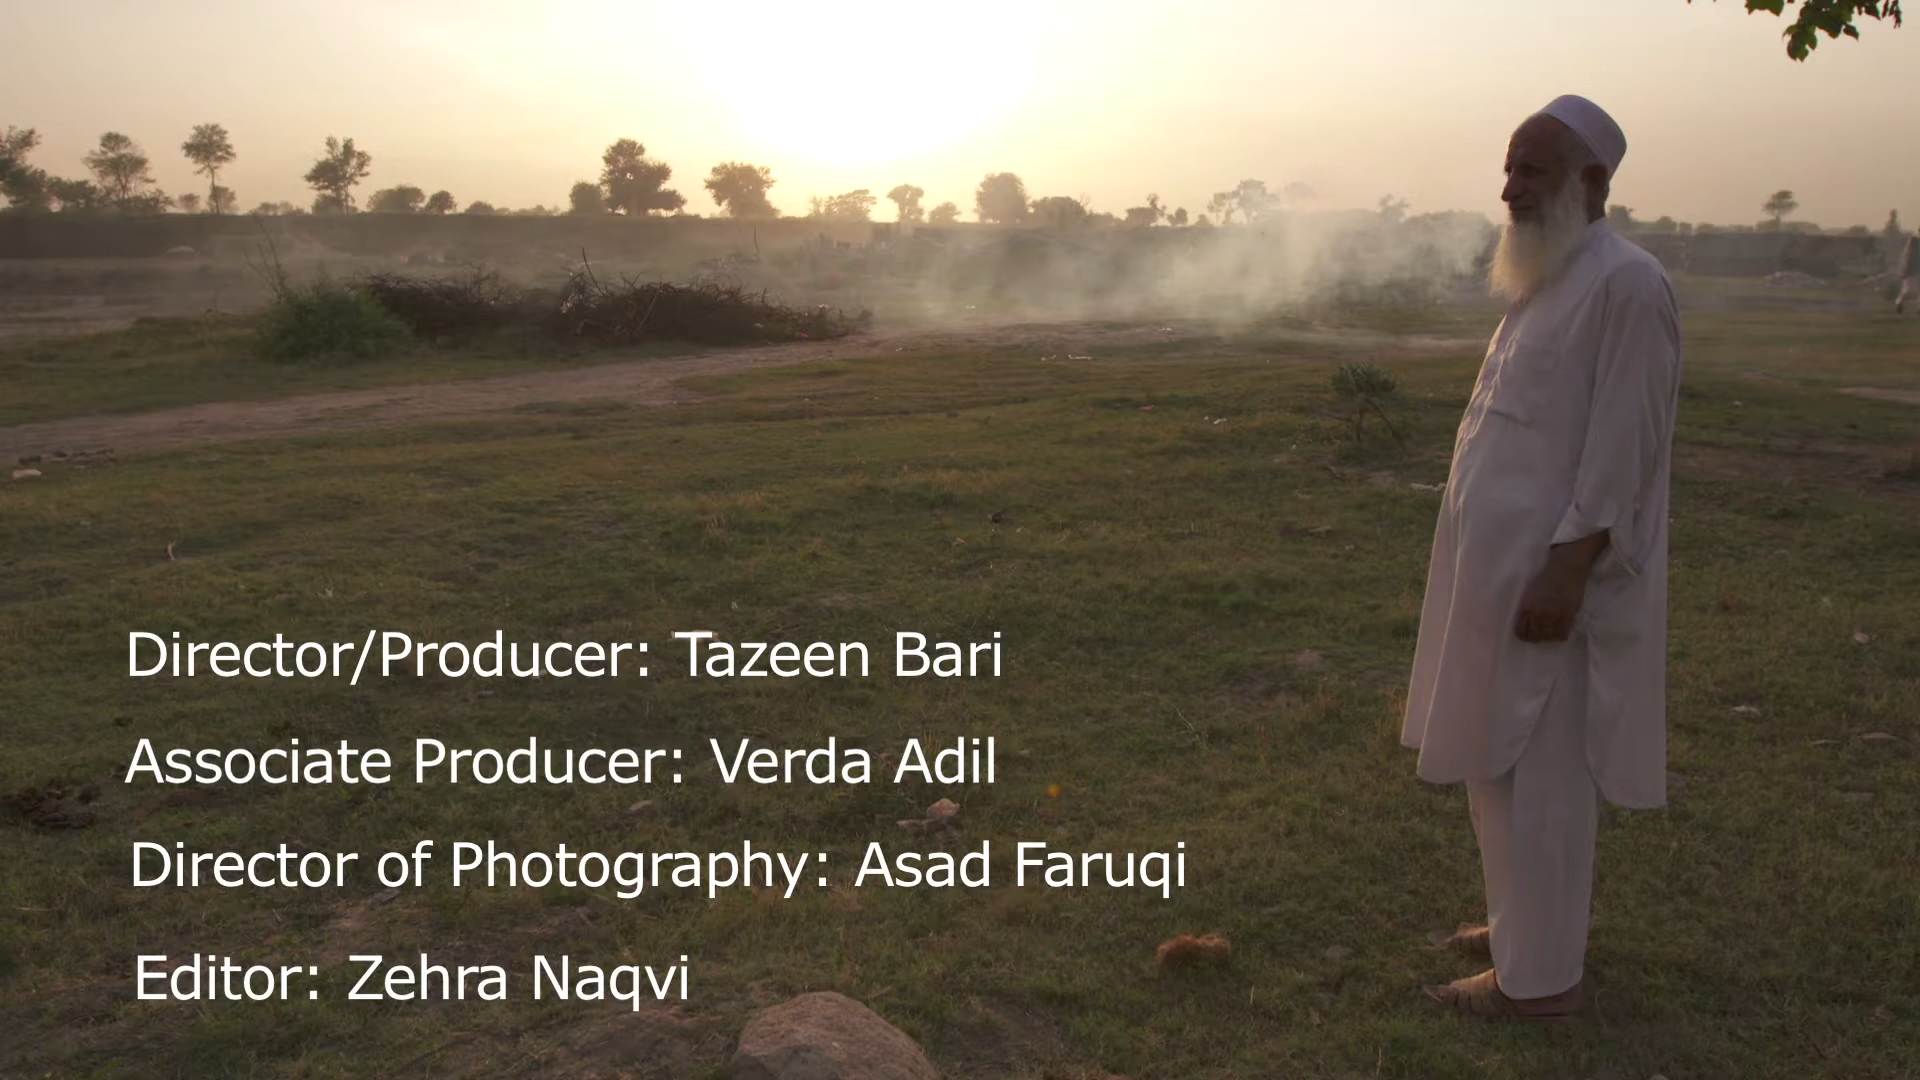 Director/Producer: Tazeen Bari
Associate Producer: Verda Adil
Director of Photography: Asad Faruqi
Editor: Zehra Naqvi